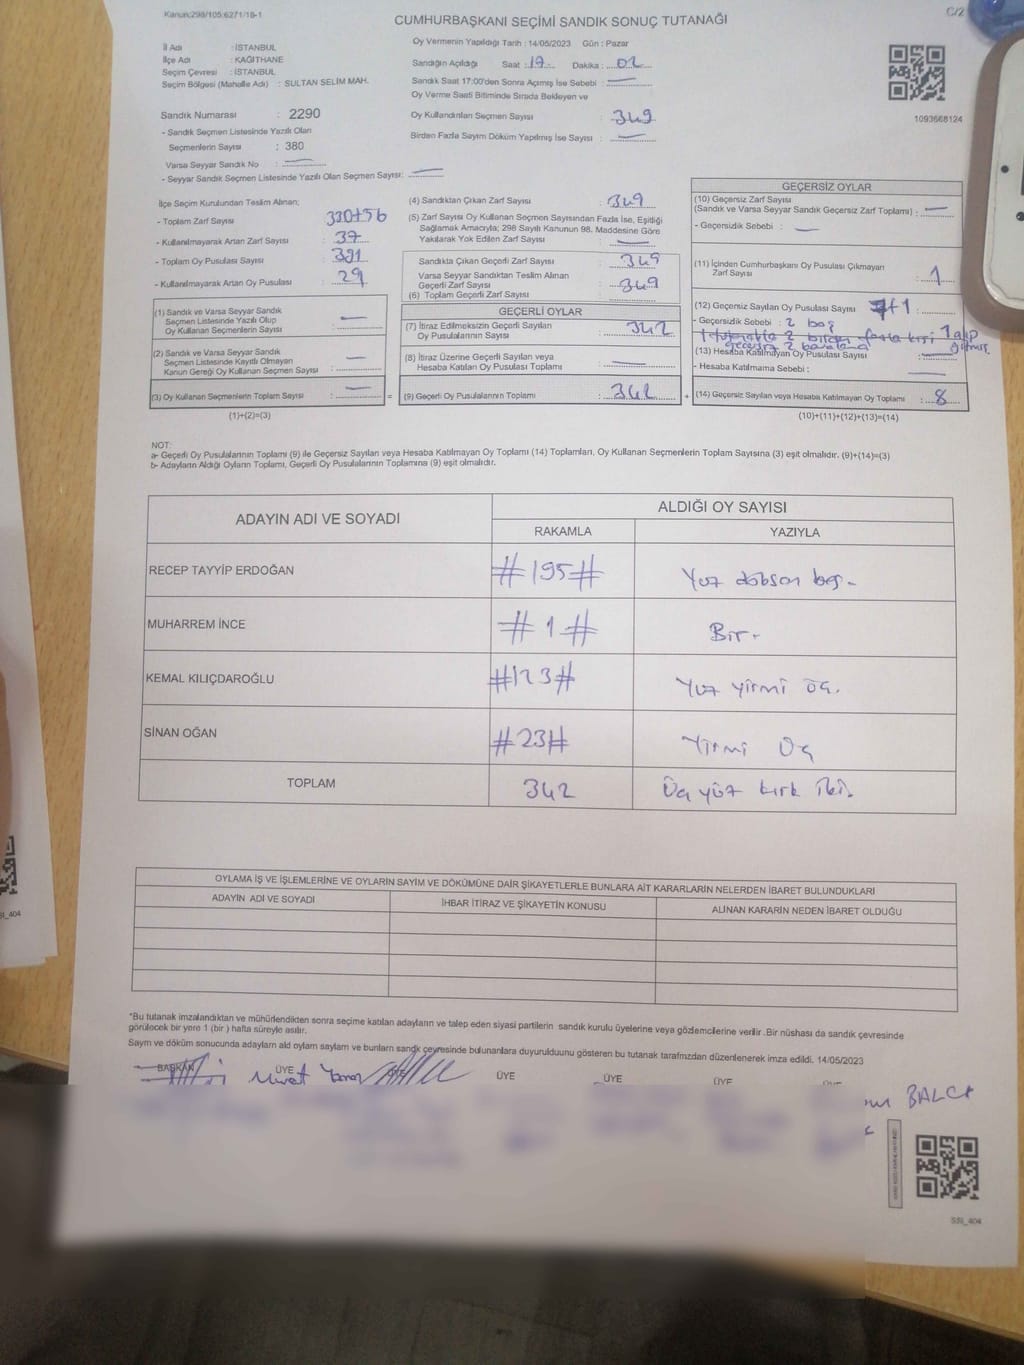 Kanun:298/105;6271/18-1
C/2
CUMHURBAŞKANI SEÇİMİ SANDIK SONUÇ TUTANAĞI
İl Adı : İSTANBUL
İlçe Adı : KAĞITHANE
Seçim Çevresi : İSTANBUL
Seçim Bölgesi (Mahalle Adı) : SULTAN SELİM MAH.
Sandık Numarası : 2290
- Sandık Seçmen Listesinde Yazılı Olan
Seçmenlerin Sayısı : 380
Varsa Seyyar Sandık No :
- Seyyar Sandık Seçmen Listesinde Yazılı Olan Seçmen Sayısı:
Oy Vermenin Yapıldığı Tarih : 14/05/2023 Gün : Pazar
Sandığın Açıldığı Saat : 17 Dakika : 02
Sandık Saat 17:00'den Sonra Açımış İse Sebebi :
Oy Verme Saati Bitiminde Sırada Bekleyen ve
Oy Kullandırılan Seçmen Sayısı : 349
Birden Fazla Sayım Döküm Yapılmış İse Sayısı :
1093668124
İlçe Seçim Kurulundan Teslim Alınan;
- Toplam Zarf Sayısı 330+56
- Kullanılmayarak Artan Zarf Sayısı : 37
- Toplam Oy Pusulası Sayısı : 391
- Kullanılmayarak Artan Oy Pusulası : 29
(1) Sandık ve Varsa Seyyar Sandık
Seçmen Listesinde Yazılı Olup
Oy Kullanan Seçmenlerin Sayısı :
(2) Sandık ve Varsa Seyyar Sandık
Seçmen Listesinde Kayıtlı Olmayan
Kanun Gereği Oy Kullanan Seçmen Sayısı :
(3) Oy Kullanan Seçmenlerin Toplam Sayısı : =
(1)+(2)=(3)
(4) Sandıktan Çıkan Zarf Sayısı : 349
(5) Zarf Sayısı Oy Kullanan Seçmen Sayısından Fazla İse, Eşitliği
Sağlamak Amacıyla; 298 Sayılı Kanunun 98. Maddesine Göre
Yakılarak Yok Edilen Zarf Sayısı :
Sandıkta Çıkan Geçerli Zarf Sayısı : 349
Varsa Seyyar Sandıktan Teslim Alınan
Geçerli Zarf Sayısı : 349
(6) Toplam Geçerli Zarf Sayısı :
GEÇERLİ OYLAR
(7) İtiraz Edilmeksizin Geçerli Sayılan
Oy Pusulalarının Sayısı : 342
(8) İtiraz Üzerine Geçerli Sayılan veya
Hesaba Katılan Oy Pusulası Toplamı :
(9) Geçerli Oy Pusulalarının Toplamı : 342 +
GEÇERSİZ OYLAR
(10) Geçersiz Zarf Sayısı
(Sandık ve Varsa Seyyar Sandık Geçersiz Zarf Toplamı) :
- Geçersizlik Sebebi :
(11) İçinden Cumhurbaşkanı Oy Pusulası Çıkmayan
Zarf Sayısı : 1
(12) Geçersiz Sayılan Oy Pusulası Sayısı 7+1 :
- Geçersizlik Sebebi : 2 boş
2 birden fazla kişi 1
geçersiz 2
(13) Hesaba Katılmayan Oy Pusulası Sayısı :
- Hesaba Katılmama Sebebi :
(14) Geçersiz Sayılan veya Hesaba Katılmayan Oy Toplamı : 8
(10)+(11)+(12)+(13)=(14)
NOT:
a- Geçerli Oy Pusulalarının Toplamı (9) ile Geçersiz Sayılan veya Hesaba Katılmayan Oy Toplamı (14) Toplamları, Oy Kullanan Seçmenlerin Toplam Sayısına (3) eşit olmalıdır. (9)+(14)=(3)
b- Adayların Aldığı Oyların Toplamı, Geçerli Oy Pusulalarının Toplamına (9) eşit olmalıdır.
ADAYIN ADI VE SOYADI
ALDIĞI OY SAYISI
RAKAMLA YAZIYLA
RECEP TAYYİP ERDOĞAN #195# Yüz doksan beş -
MUHARREM İNCE #1# Bir -
KEMAL KILIÇDAROĞLU #123# Yüz yirmi üç.
SİNAN OĞAN #23# Yirmi Üç
TOPLAM 342 Üç yüz kırk iki.
OYLAMA İŞ VE İŞLEMLERİNE VE OYLARIN SAYIM VE DÖKÜMÜNE DAİR ŞİKAYETLERLE BUNLARA AİT KARARLARIN NELERDEN İBARET BULUNDUKLARI
ADAYIN ADI VE SOYADI İHBAR İTİRAZ VE ŞİKAYETİN KONUSU ALINAN KARARIN NEDEN İBARET OLDUĞU
*Bu tutanak imzalandıktan ve mühürlendikten sonra seçime katılan adayların ve talep eden siyasi partilerin sandık kurulu üyelerine veya gözlemcilerine verilir .Bir nüshası da sandık çevresinde
görülecek bir yere 1 (bir ) hafta süreyle asılır.
Sayım ve döküm sonucunda adayların ald oyların sayları ve bunların sandk çevresinde bulunanlara duyurulduunu gösteren bu tutanak tarafmzdan düzenlenerek imza edildi. 14/05/2023
BAŞKAN ÜYE ÜYE ÜYE ÜYE ÜYE
Murat
BALCI
SSİ_404